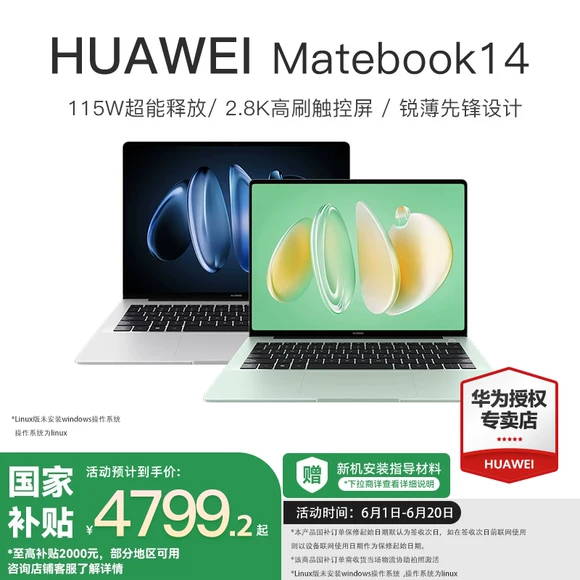 HUAWEI Matebook14
115W超能释放/ 2.8K高刷触控屏 / 锐薄先锋设计
HUAWEI
HUAWEI
*Linux版未安装windows操作系统
操作系统为linux
华为授权
专卖店
★★★★★
HUAWEI
国家
补贴
活动预计到手价：
¥4799.2起
*至高补贴2000元，部分地区可用
咨询店铺客服了解详情
赠
新机安装指导材料
*下拉商详查看详细说明
活动时间：6月1日-6月20日
*本产品国补订单保修起始日期默认为签收次日，如在签收次日前联网使用
则以设备联网使用日期作为保修起始日期。
*该商品国补订单需收货当场物流协助拍照激活
*Linux版未安装windows操作系统 ,操作系统为linux